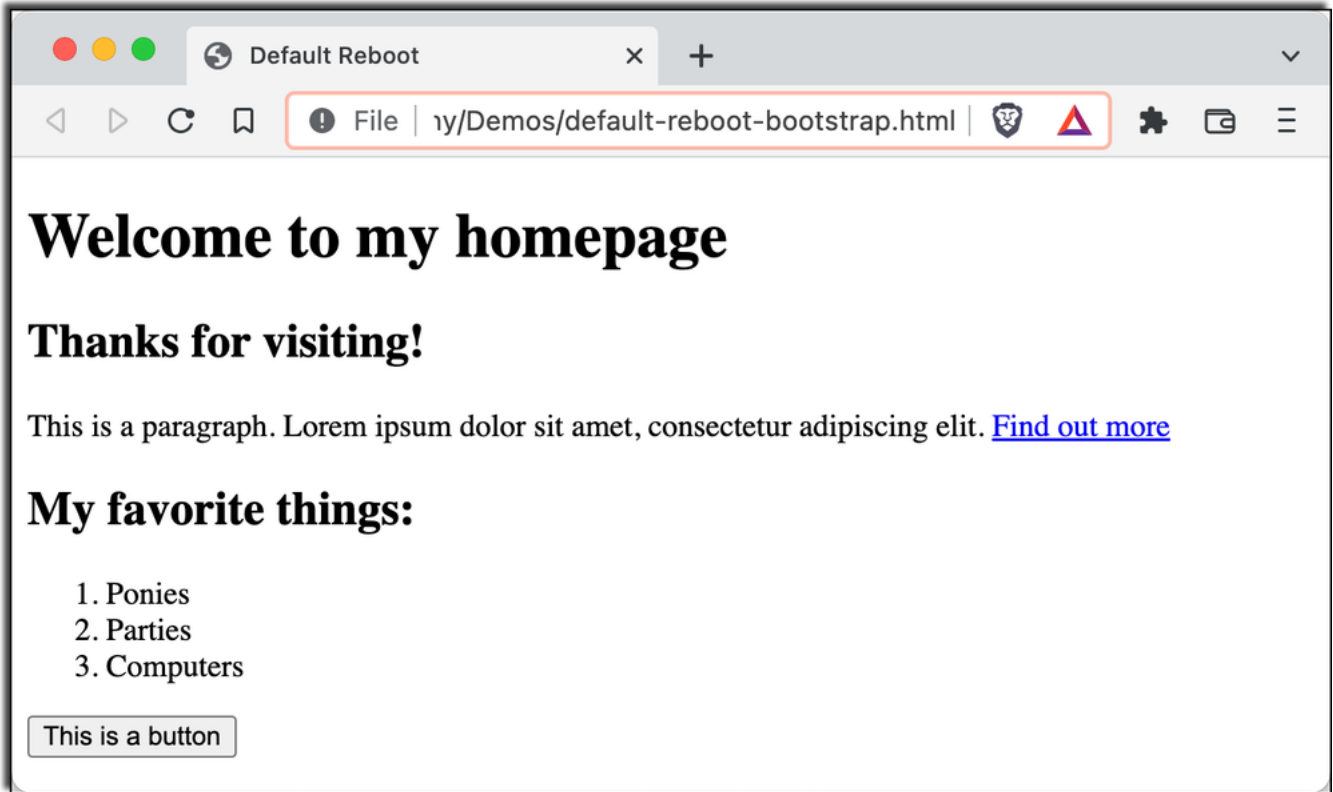 Default Reboot
File ny/Demos/default-reboot-bootstrap.html
Welcome to my homepage
Thanks for visiting!
This is a paragraph. Lorem ipsum dolor sit amet, consectetur adipiscing elit. Find out more
My favorite things:
1. Ponies
2. Parties
3. Computers
This is a button